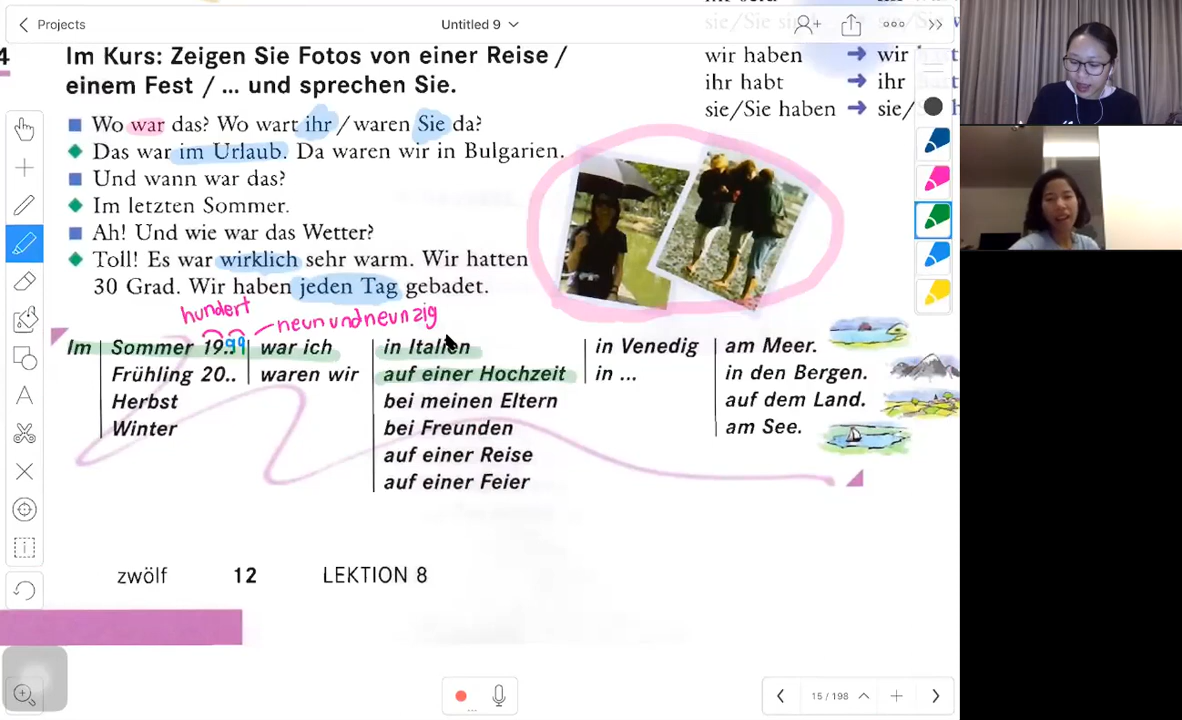 Projects
Untitled 9
sie/Sie
4 Im Kurs: Zeigen Sie Fotos von einer Reise /
einem Fest / ... und sprechen Sie.
wir haben → wir
ihr habt → ihr
sie/Sie haben → sie/
Wo war das? Wo wart ihr / waren Sie da?
Das war im Urlaub. Da waren wir in Bulgarien.
Und wann war das?
Im letzten Sommer.
Ah! Und wie war das Wetter?
Toll! Es war wirklich sehr warm. Wir hatten
30 Grad. Wir haben jeden Tag gebadet.
hundert
neunundneunzig
Im Sommer 19..99 war ich in Italien in Venedig am Meer.
Frühling 20.. waren wir auf einer Hochzeit in ... in den Bergen.
Herbst bei meinen Eltern auf dem Land.
Winter bei Freunden am See.
auf einer Reise
auf einer Feier
zwölf 12 LEKTION 8
15 / 198